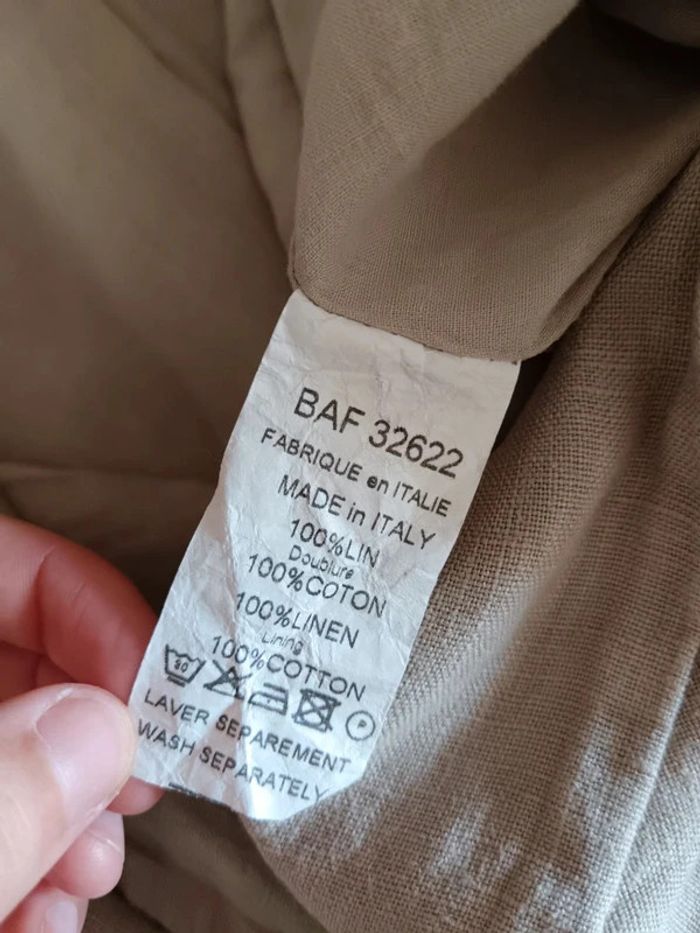 BAF 32622
FABRIQUE en ITALIE
MADE in ITALY
100%LIN
Doublure
100%COTON
100%LINEN
Lining
100%COTTON
30
P
LAVER SEPAREMENT
WASH SEPARATELY